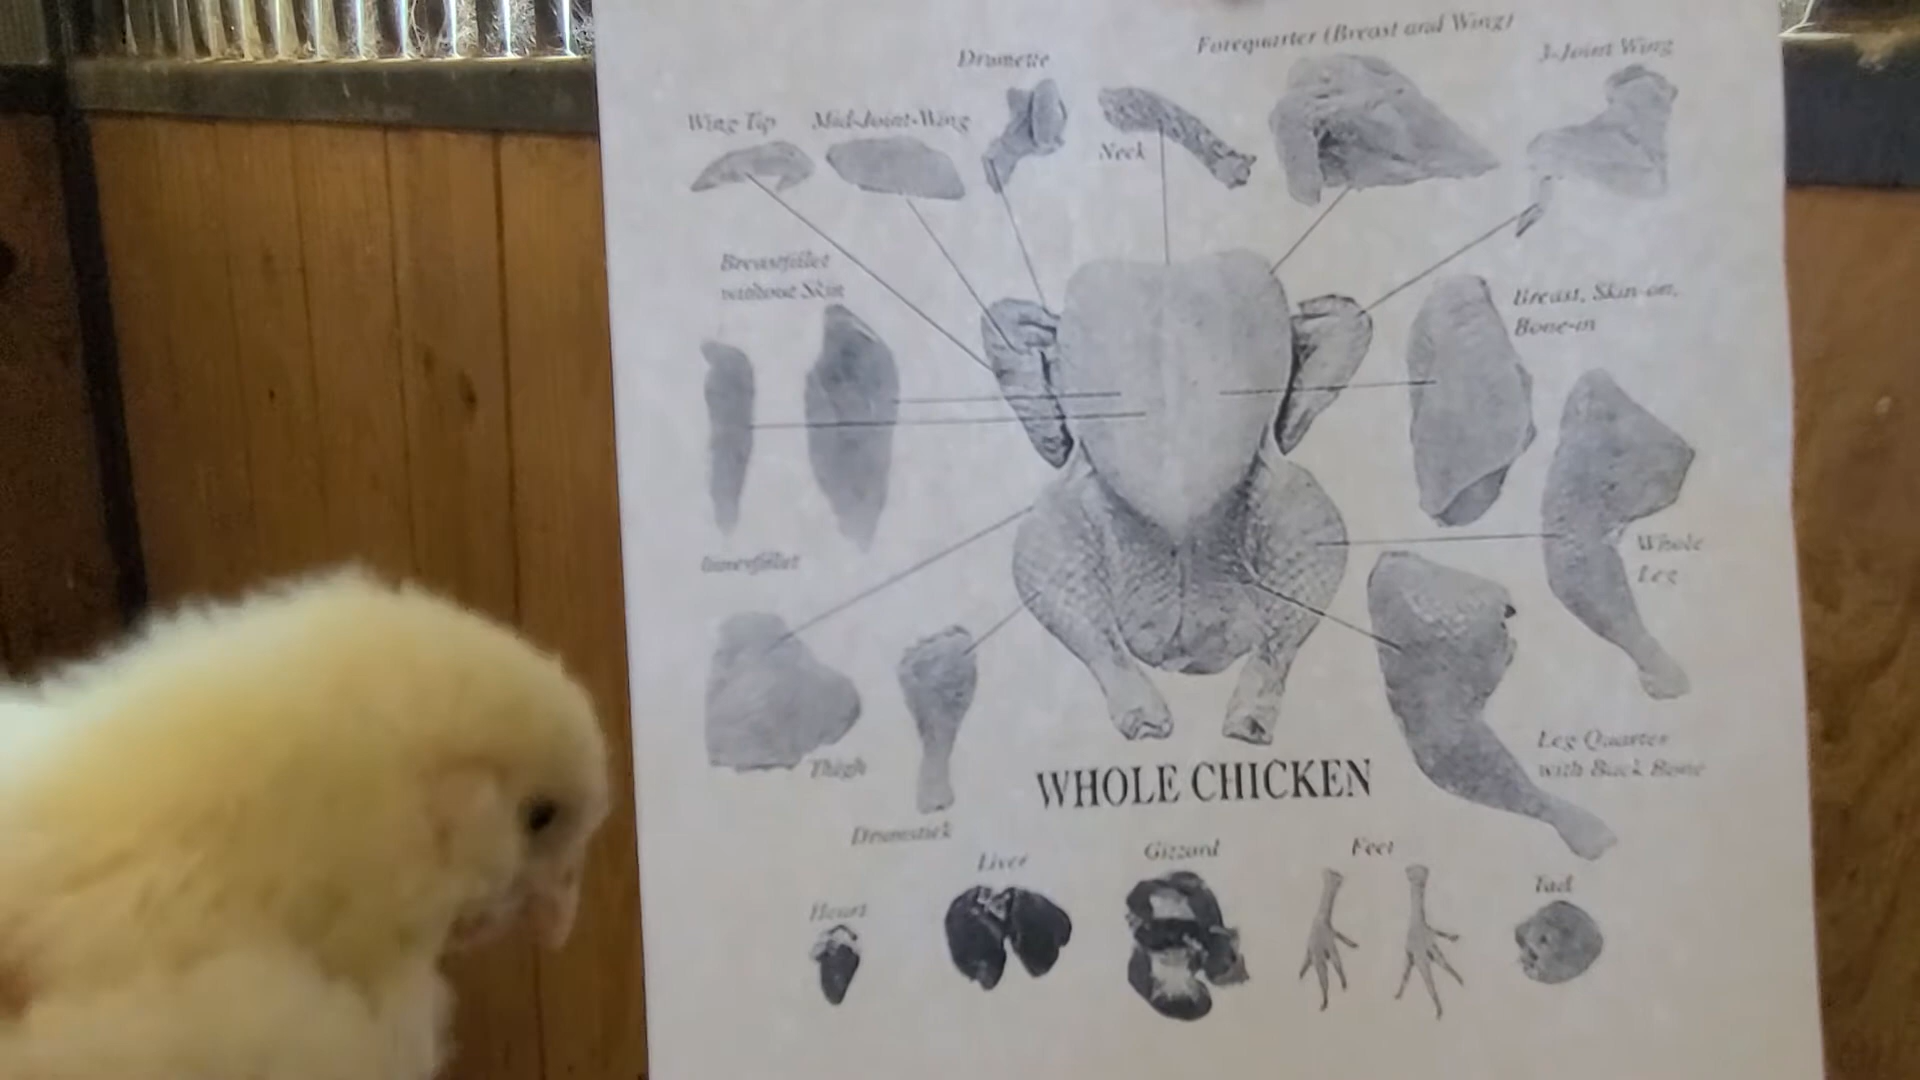 Drumette
Forequarter (Breast and Wing)
3-Joint Wing
Wing Tip
Mid-Joint-Wing
Neck
Breastfillet
without Skin
Breast, Skin-on,
Bone-in
Innerfillet
Whole
Leg
Thigh
Leg Quarter
with Back Bone
WHOLE CHICKEN
Drumstick
Liver
Gizzard
Feet
Heart
Tail